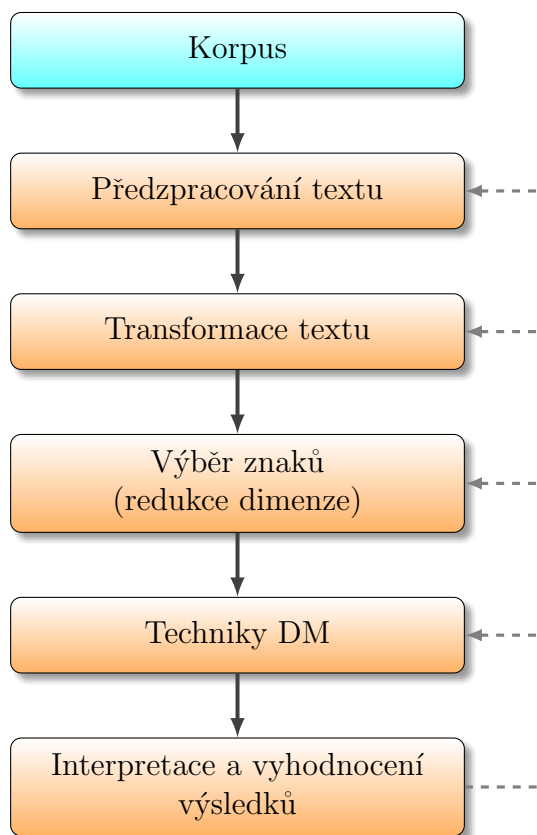 Korpus
Předzpracování textu
Transformace textu
Výběr znaků
(redukce dimenze)
Techniky DM
Interpretace a vyhodnocení
výsledků